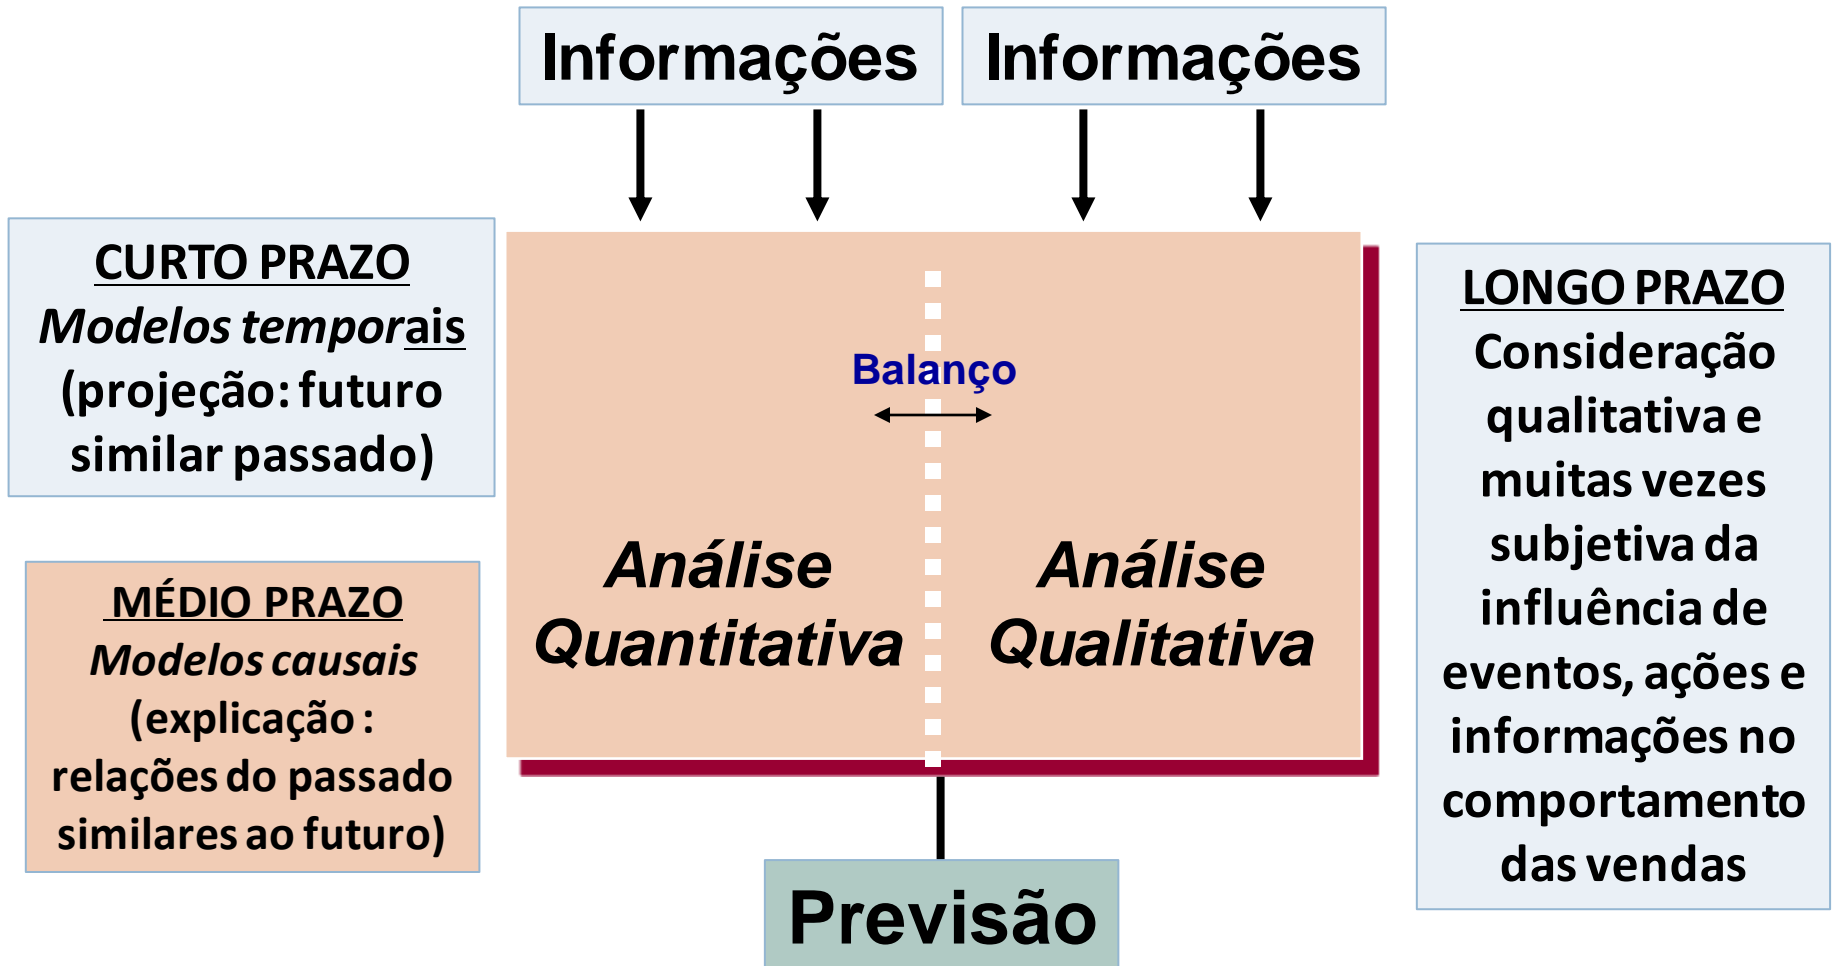 Informações
Informações
CURTO PRAZO
Modelos temporais
(projeção: futuro
similar passado)
MÉDIO PRAZO
Modelos causais
(explicação :
relações do passado
similares ao futuro)
Balanço
Análise
Quantitativa
Análise
Qualitativa
LONGO PRAZO
Consideração
qualitativa e
muitas vezes
subjetiva da
influência de
eventos, ações e
informações no
comportamento
das vendas
Previsão